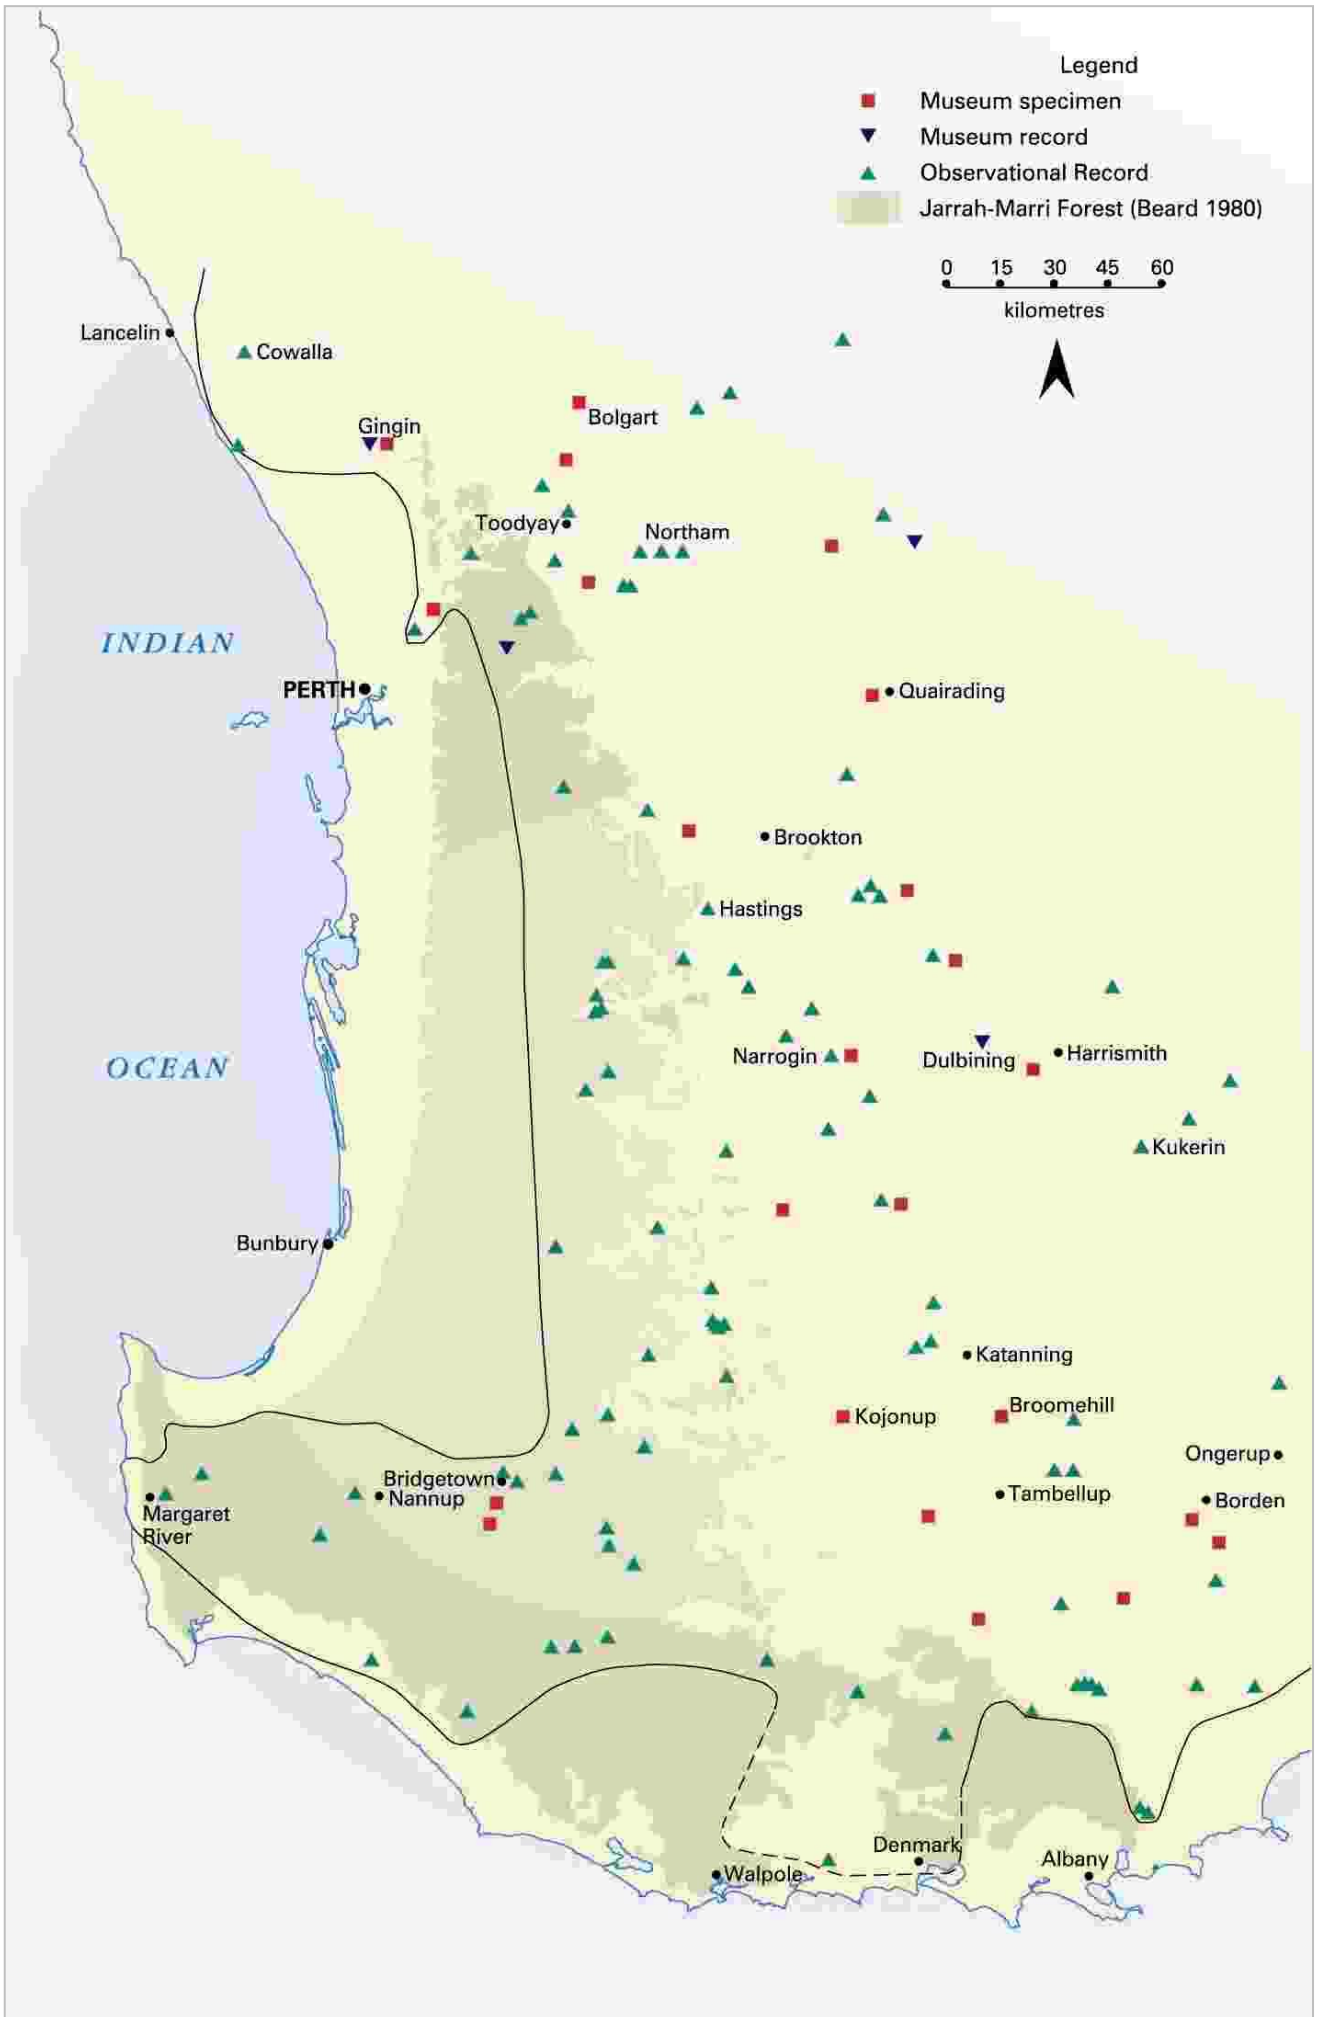 Legend
Museum specimen
Museum record
Observational Record
Jarrah-Marri Forest (Beard 1980)
0 15 30 45 60
kilometres
Lancelin
Cowalla
Gingin
Bolgart
Toodyay
Northam
INDIAN
PERTH
Quairading
Brookton
Hastings
Narrogin
Dulbining
Harrismith
OCEAN
Kukerin
Bunbury
Katanning
Broomehill
Kojonup
Ongerup
Bridgetown
Nannup
Tambellup
Borden
Margaret
River
Denmark
Albany
Walpole